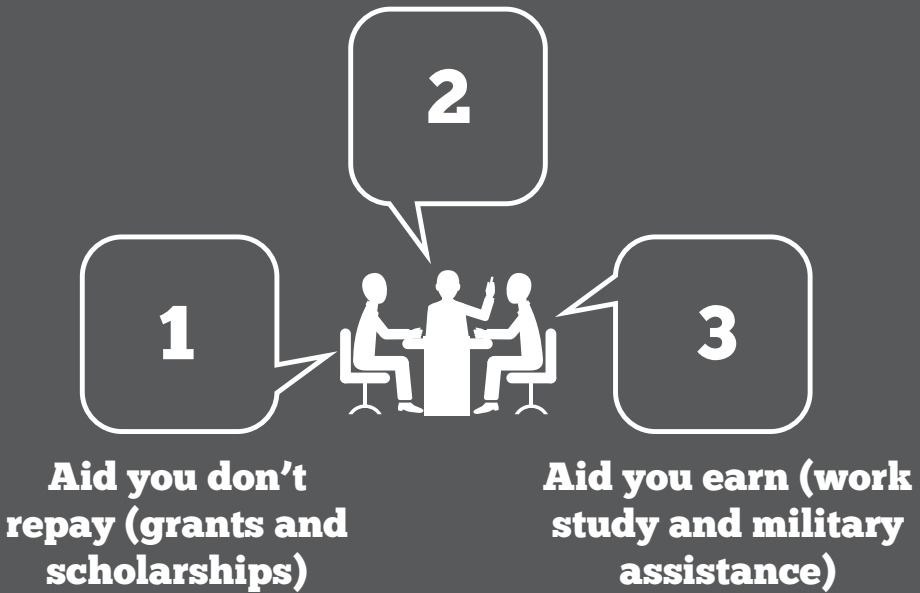 2
1
3
Aid you don’t
repay (grants and
scholarships)
Aid you earn (work
study and military
assistance)